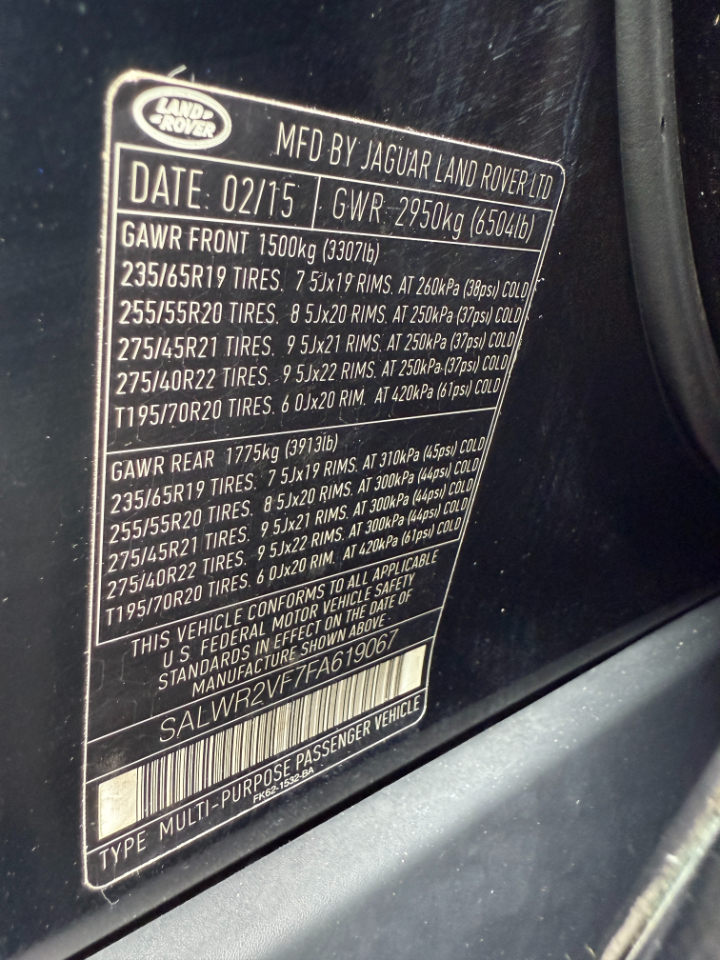 LAND
ROVER
MFD BY JAGUAR LAND ROVER LTD
DATE: 02/15 GWR: 2950kg (6504lb)
GAWR FRONT 1500kg (3307lb)
235/65R19 TIRES. 7.5Jx19 RIMS. AT 260kPa (38psi) COLD
255/55R20 TIRES. 8.5Jx20 RIMS. AT 250kPa (37psi) COLD
275/45R21 TIRES. 9.5Jx21 RIMS. AT 250kPa (37psi) COLD
275/40R22 TIRES. 9.5Jx22 RIMS. AT 250kPa (37psi) COLD
T195/70R20 TIRES. 6.0Jx20 RIM. AT 420kPa (61psi) COLD
GAWR REAR 1775kg (3913lb)
235/65R19 TIRES. 7.5Jx19 RIMS. AT 310kPa (45psi) COLD
255/55R20 TIRES. 8.5Jx20 RIMS. AT 300kPa (44psi) COLD
275/45R21 TIRES. 9.5Jx21 RIMS. AT 300kPa (44psi) COLD
275/40R22 TIRES. 9.5Jx22 RIMS. AT 300kPa (44psi) COLD
T195/70R20 TIRES. 6.0Jx20 RIM. AT 420kPa (61psi) COLD
THIS VEHICLE CONFORMS TO ALL APPLICABLE
U.S. FEDERAL MOTOR VEHICLE SAFETY
STANDARDS IN EFFECT ON THE DATE OF
MANUFACTURE SHOWN ABOVE.
SALWR2VF7FA619067
TYPE MULTI-PURPOSE PASSENGER VEHICLE
FK62-1532-BA